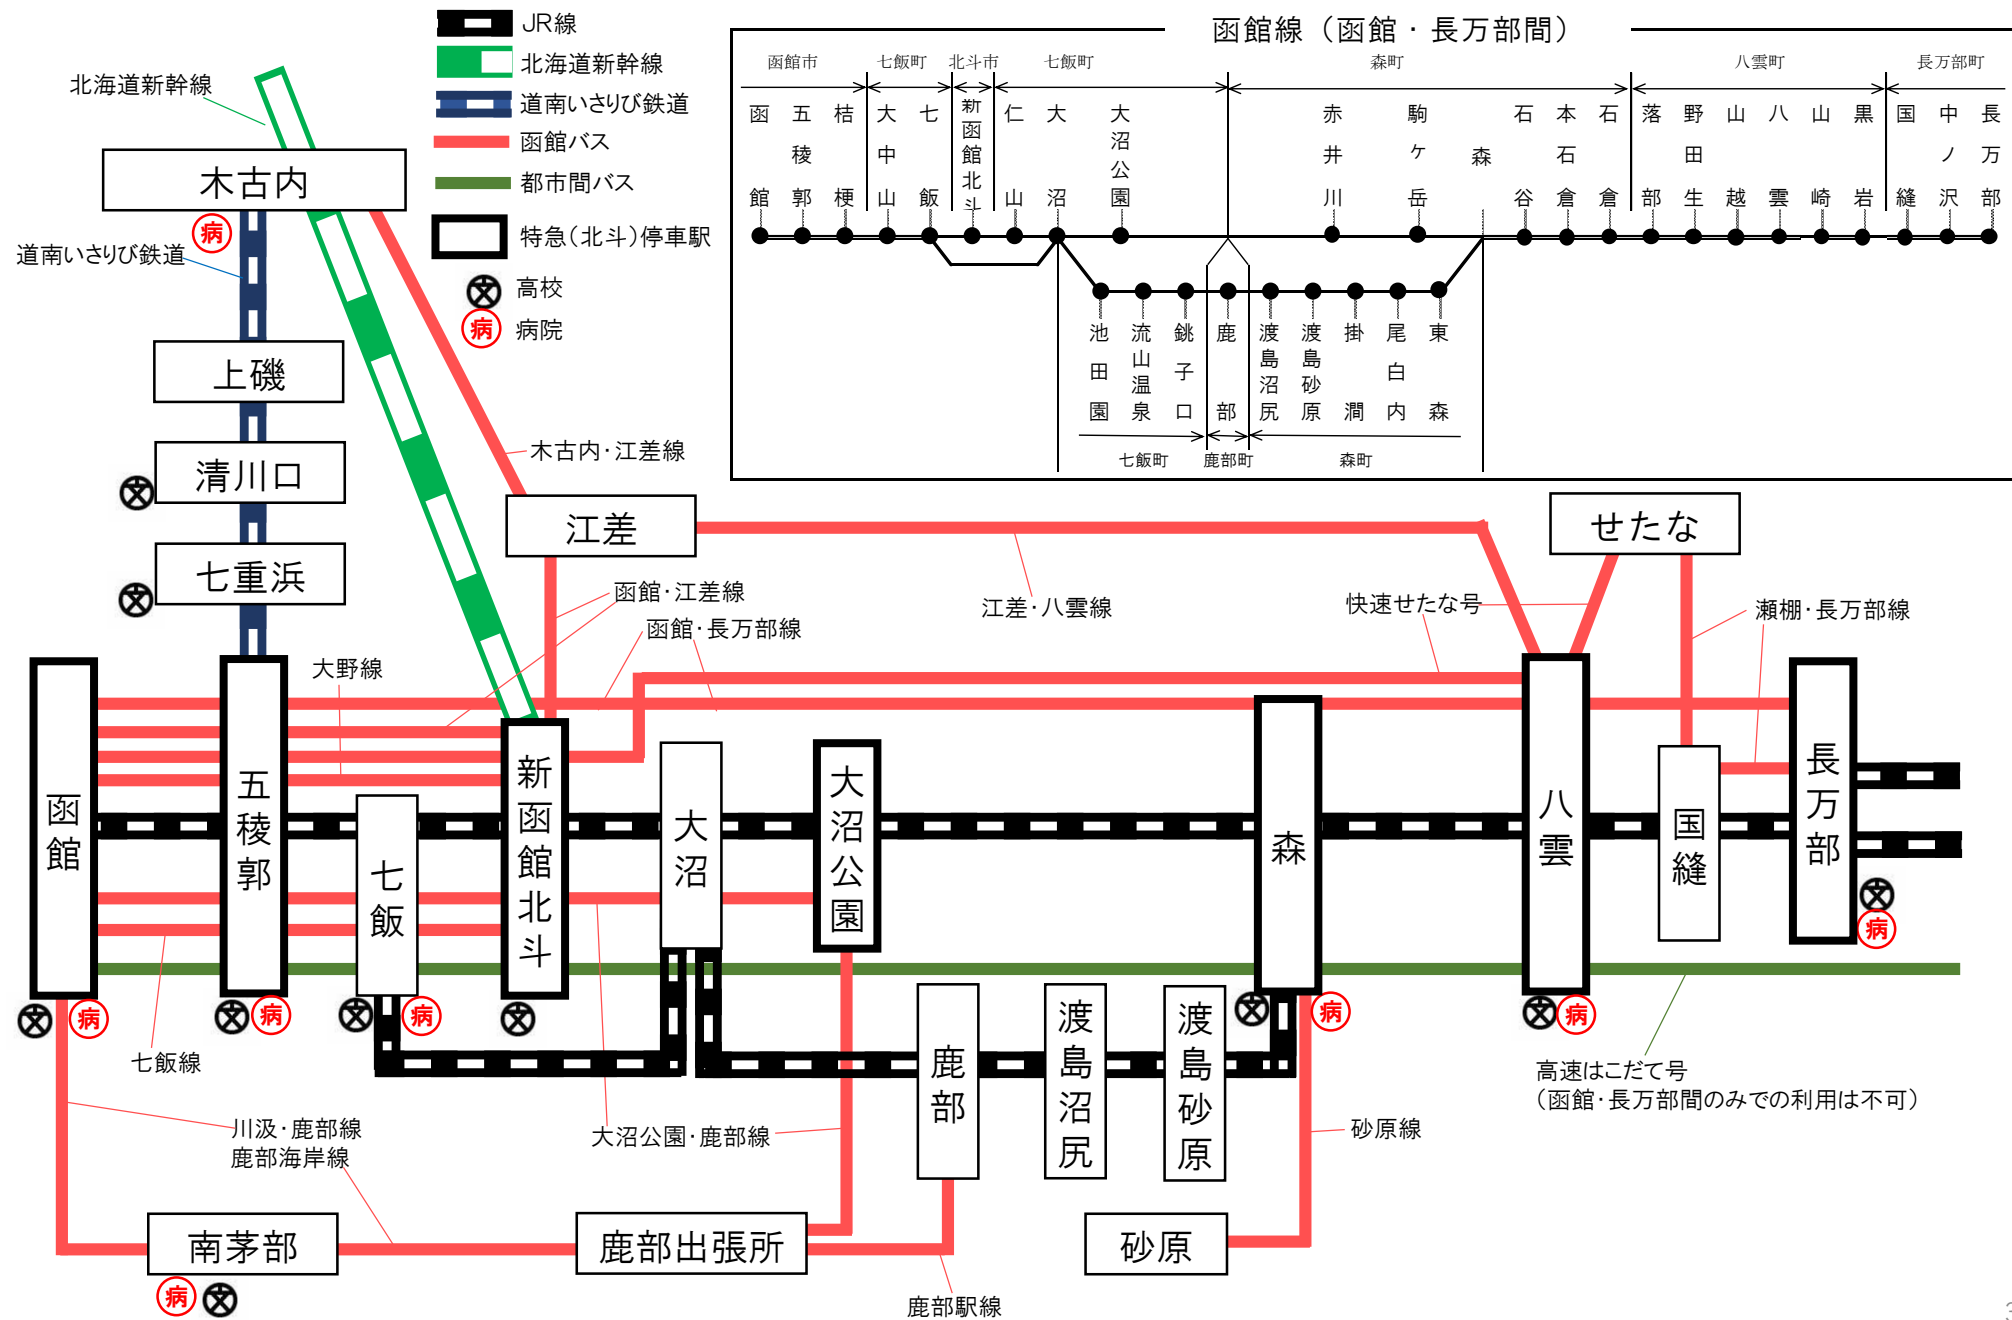 JR線
北海道新幹線
道南いさりび鉄道
函館バス
都市間バス
特急(北斗)停車駅
高校
病 病院
函館線（函館・長万部間）
函館市
七飯町
北斗市
七飯町
森町
八雲町
長万部町
函館
五稜郭
桔梗
大中山
七飯
新函館北斗
仁山
大沼
大沼公園
赤井川
駒ケ岳
森
石谷
本石倉
石倉
落部
野田生
山越
八雲
山崎
黒岩
国縫
中ノ沢
長万部
池田園
流山温泉
銚子口
鹿部
渡島沼尻
渡島砂原
掛澗
尾白内
東森
七飯町
鹿部町
森町
北海道新幹線
木古内
病
道南いさりび鉄道
上磯
清川口
七重浜
木古内･江差線
江差
せたな
函館･江差線
函館･長万部線
大野線
江差･八雲線
快速せたな号
瀬棚･長万部線
函館
五稜郭
七飯
新函館北斗
大沼
大沼公園
森
八雲
国縫
長万部
病
病
病
病
病
病
七飯線
川汲･鹿部線
鹿部海岸線
大沼公園･鹿部線
鹿部
渡島沼尻
渡島砂原
砂原線
高速はこだて号
（函館･長万部間のみでの利用は不可）
南茅部
病
鹿部出張所
砂原
鹿部駅線
3